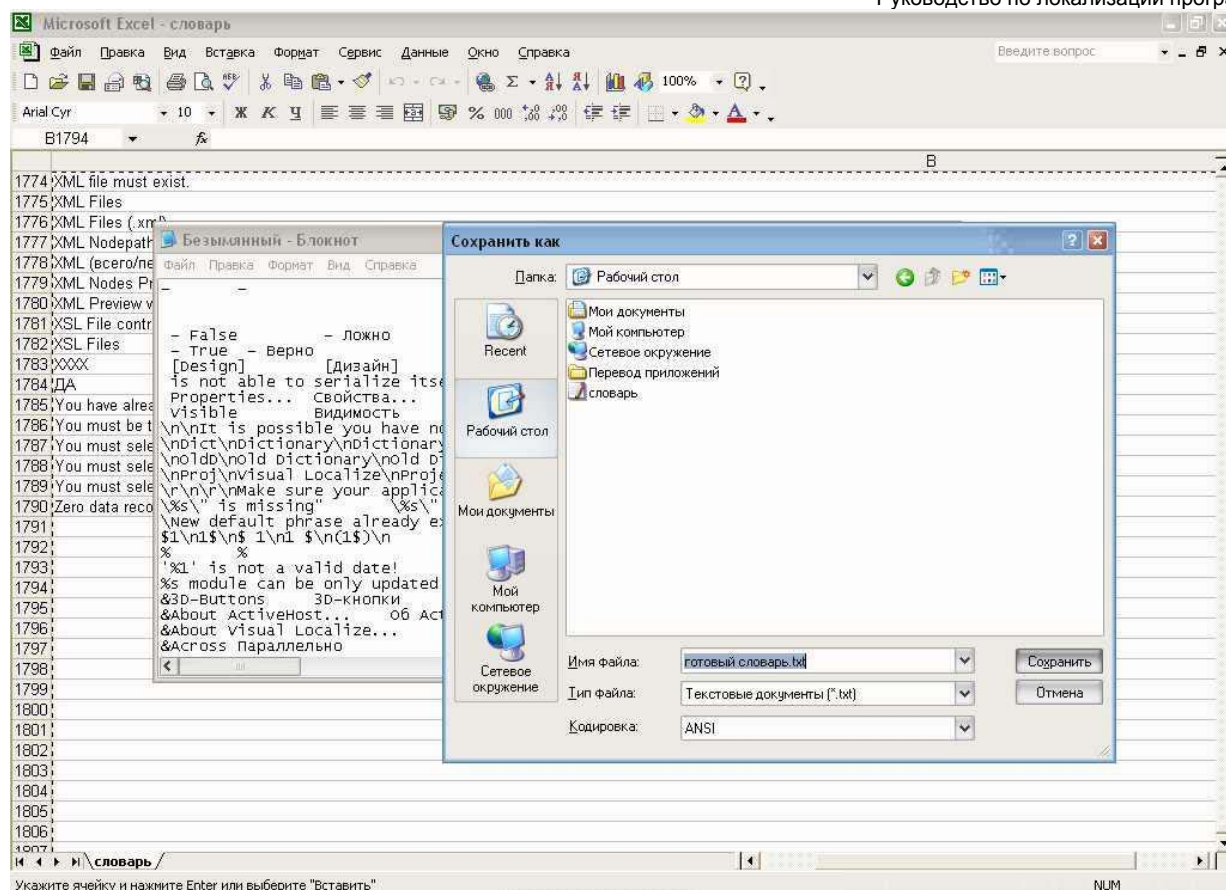 Руководство по локализации прогр
Microsoft Excel - словарь
Файл Правка Вид Вставка Формат Сервис Данные Окно Справка
Введите вопрос
100%
Arial Cyr 10 Ж К Ч % 000
B1794 fx
B
1774 XML file must exist.
1775 XML Files
1776 XML Files (.xml)
1777 XML Nodepath
1778 XML (всего/не
1779 XML Nodes Pr
1780 XML Preview v
1781 XSL File contr
1782 XSL Files
1783 XXXX
1784 ДА
1785 You have alrea
1786 You must be t
1787 You must sele
1788 You must sele
1789 You must sele
1790 Zero data reco
1791
1792
1793
1794
1795
1796
1797
1798
1799
1800
1801
1802
1803
1804
1805
1806
1807
Безымянный - Блокнот
Файл Правка Формат Вид Справка
– –
- False - Ложно
- True - Верно
[Design] [Дизайн]
is not able to serialize itse
Properties... Свойства...
Visible Видимость
\n\nIt is possible you have no
\nDict\nDictionary\nDictionary
\nOldD\nOld Dictionary\nOld Di
\nProj\nVisual Localize\nProje
\r\n\r\nMake sure your applica
\%s\" is missing" \%s\"
\New default phrase already ex
$1\n1$\n$ 1\n1 $\n(1$)\n
% %
'%1' is not a valid date!
%s module can be only updated
&3D-Buttons 3D-кнопки
&About ActiveHost... Об Act
&About Visual Localize...
&Across Параллельно
Сохранить как
Папка: Рабочий стол
Recent
Рабочий стол
Мои документы
Мой компьютер
Сетевое окружение
Мои документы
Мой компьютер
Сетевое окружение
Перевод приложений
словарь
Имя файла: готовый словарь.txt Сохранить
Тип файла: Текстовые документы (*.txt) Отмена
Кодировка: ANSI
словарь
Укажите ячейку и нажмите Enter или выберите "Вставить" NUM